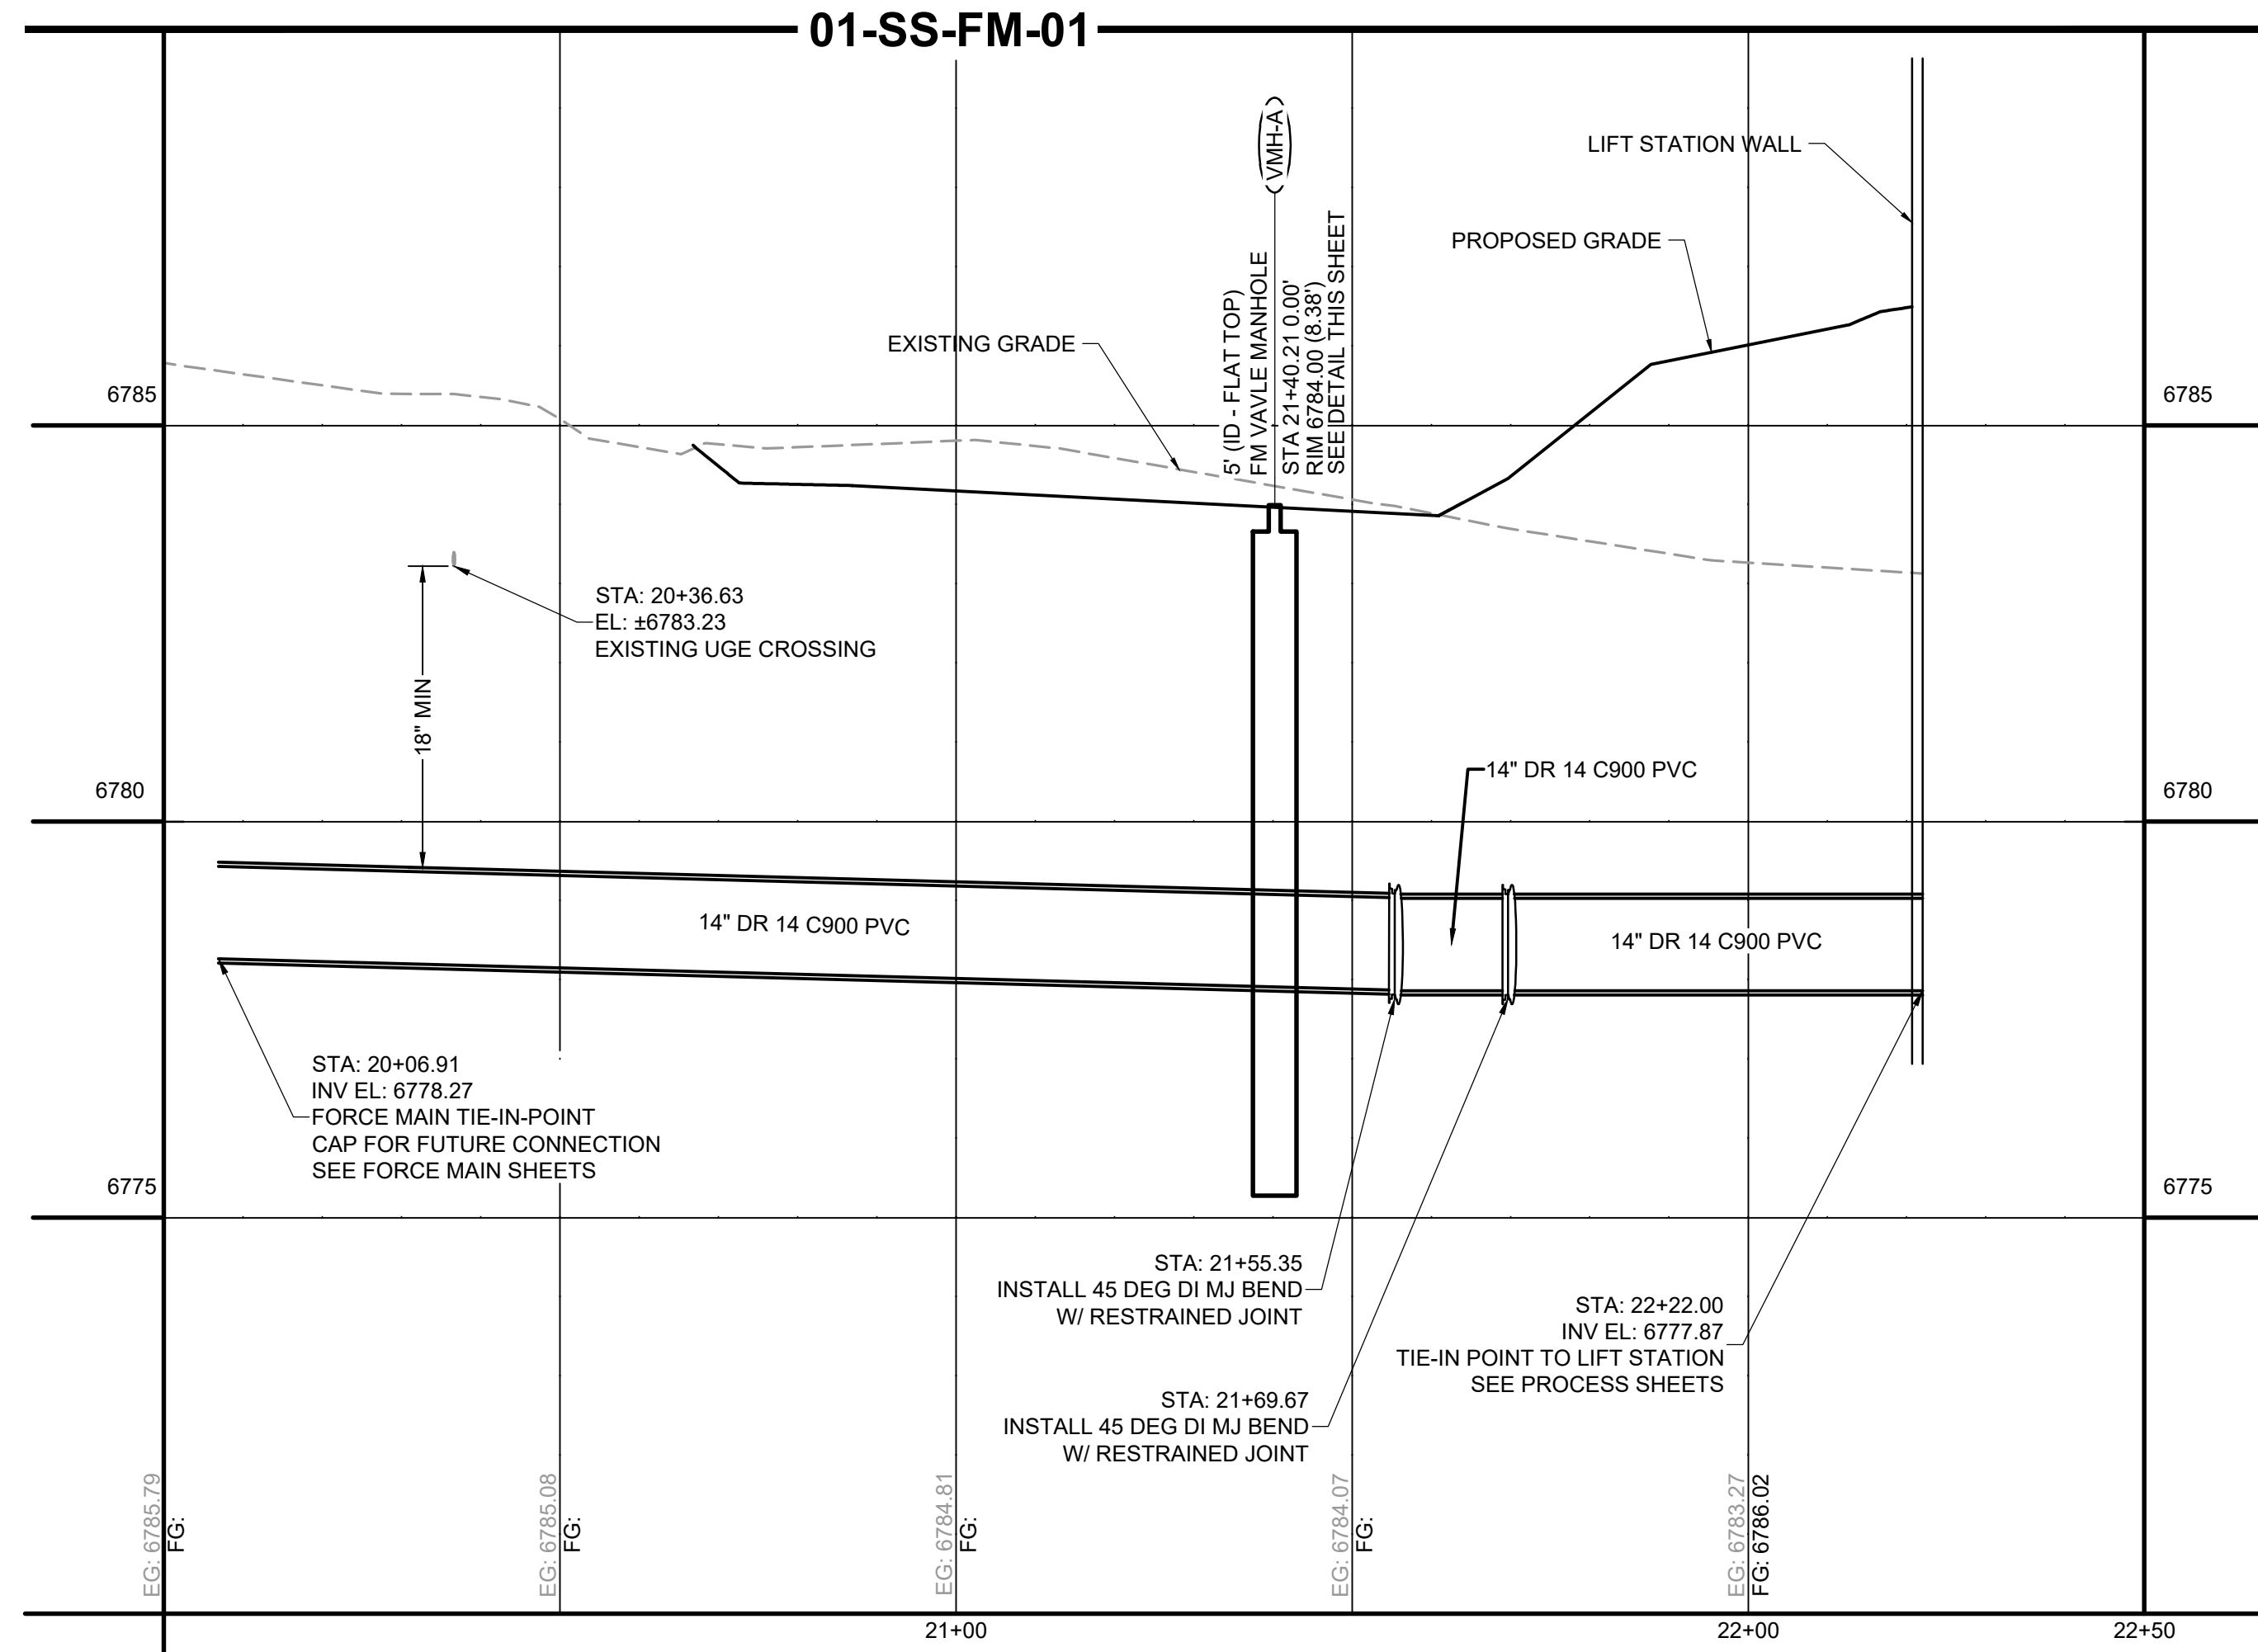 01-SS-FM-01
VMH-A
LIFT STATION WALL
PROPOSED GRADE
EXISTING GRADE
5' (ID - FLAT TOP)
FM VAVLE MANHOLE
STA 21+40.21 0.00'
RIM 6784.00 (8.38')
SEE DETAIL THIS SHEET
6785
6785
STA: 20+36.63
EL: ±6783.23
EXISTING UGE CROSSING
18" MIN
6780
14" DR 14 C900 PVC
6780
14" DR 14 C900 PVC
14" DR 14 C900 PVC
STA: 20+06.91
INV EL: 6778.27
FORCE MAIN TIE-IN-POINT
CAP FOR FUTURE CONNECTION
SEE FORCE MAIN SHEETS
6775
6775
STA: 21+55.35
INSTALL 45 DEG DI MJ BEND
W/ RESTRAINED JOINT
STA: 22+22.00
INV EL: 6777.87
TIE-IN POINT TO LIFT STATION
SEE PROCESS SHEETS
STA: 21+69.67
INSTALL 45 DEG DI MJ BEND
W/ RESTRAINED JOINT
EG: 6785.79
FG:
EG: 6785.08
FG:
EG: 6784.81
FG:
EG: 6784.07
FG:
EG: 6783.27
FG: 6786.02
21+00
22+00
22+50